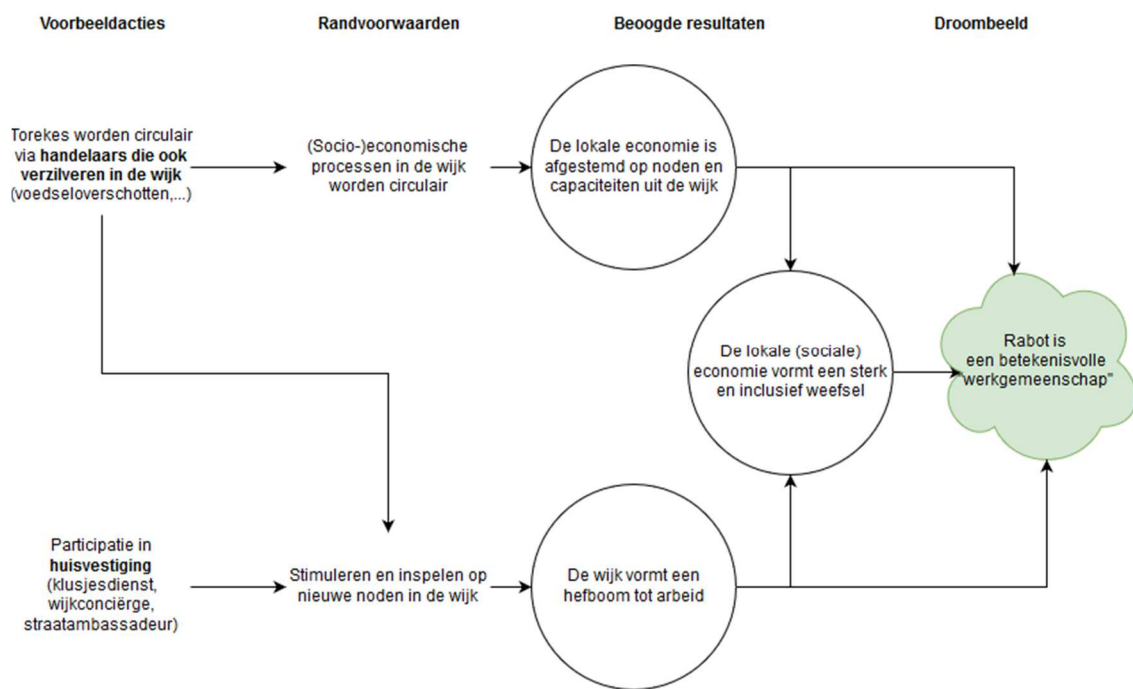 Voorbeeldacties
Randvoorwaarden
Beoogde resultaten
Droombeeld
Torekes worden circulair
via handelaars die ook
verzilveren in de wijk
(voedseloverschotten,...)
(Socio-)economische
processen in de wijk
worden circulair
De lokale economie is
afgestemd op noden en
capaciteiten uit de wijk
De lokale (sociale)
economie vormt een sterk
en inclusief weefsel
Rabot is
een betekenisvolle
"werkgemeenschap"
Participatie in
huisvestiging
(klusjesdienst,
wijkconciërge,
straatambassadeur)
Stimuleren en inspelen op
nieuwe noden in de wijk
De wijk vormt een
hefboom tot arbeid